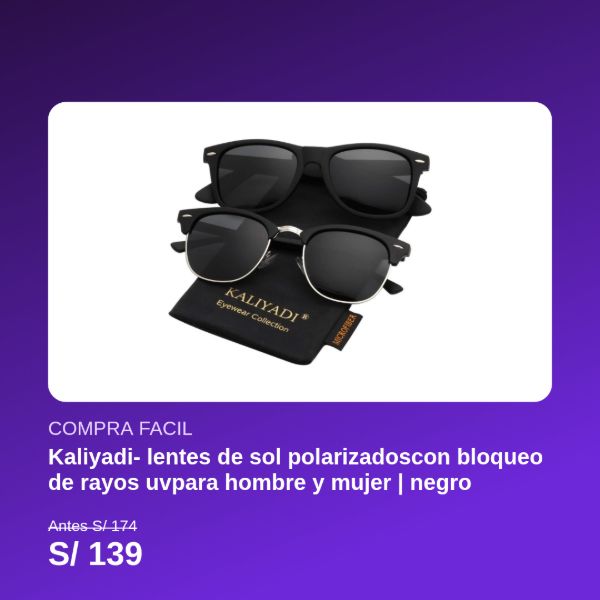 KALIYADI®
Eyewear Collection
MICROFIBER
COMPRA FACIL
Kaliyadi- lentes de sol polarizadoscon bloqueo
de rayos uvpara hombre y mujer | negro
Antes S/ 174
S/ 139